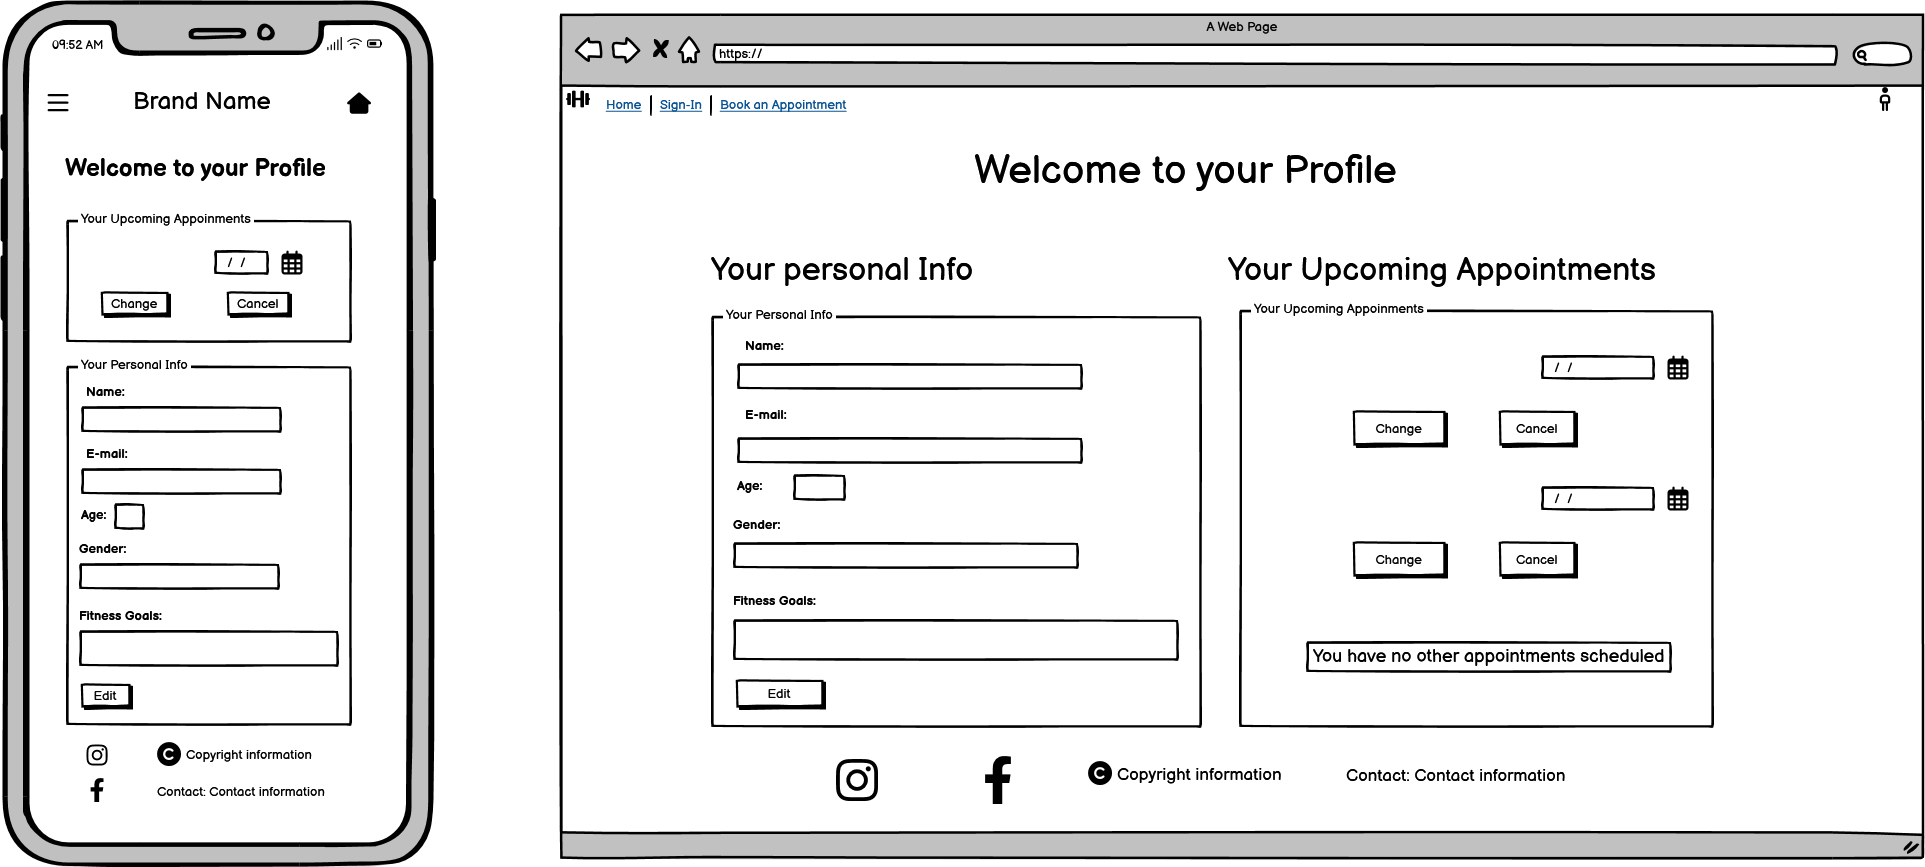 09:52 AM
Brand Name
Welcome to your Profile
Your Upcoming Appoinments
/ /
Change
Cancel
Your Personal Info
Name:
E-mail:
Age:
Gender:
Fitness Goals:
Edit
C Copyright information
Contact: Contact information
A Web Page
https://
Home
Sign-In
Book an Appointment
Welcome to your Profile
Your personal Info
Your Personal Info
Name:
E-mail:
Age:
Gender:
Fitness Goals:
Edit
Your Upcoming Appointments
Your Upcoming Appoinments
/ /
Change
Cancel
/ /
Change
Cancel
You have no other appointments scheduled
C Copyright information
Contact: Contact information